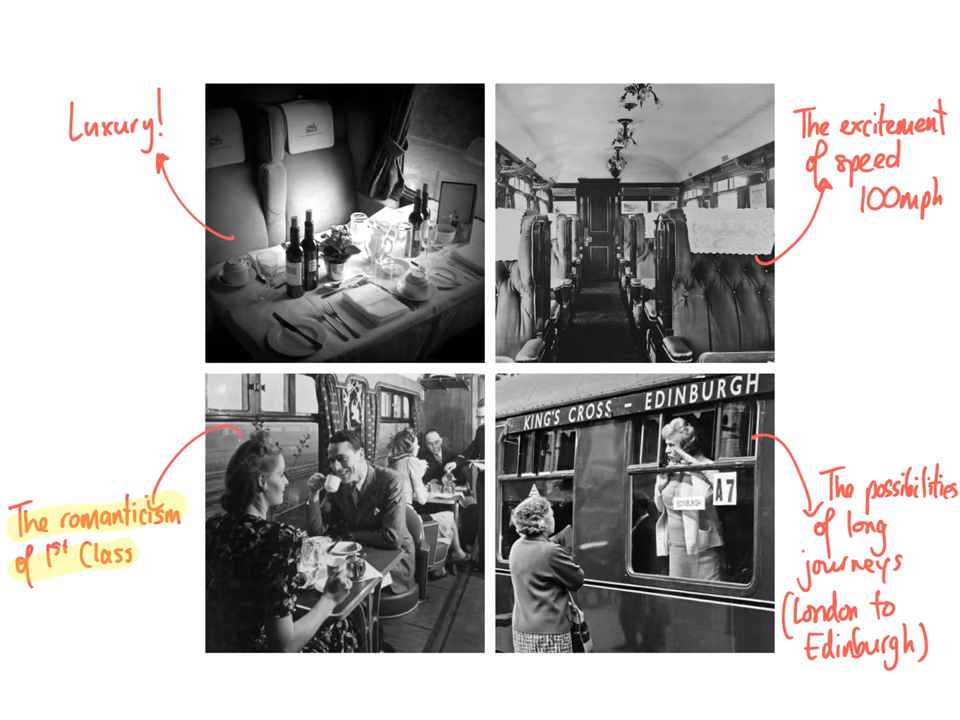 Luxury!
The excitement
of speed
100mph
KING'S CROSS – EDINBURGH
A7
EDINBURGH
The romanticism
of 1st Class
The possibilities
of long
journeys
(London to
Edinburgh)